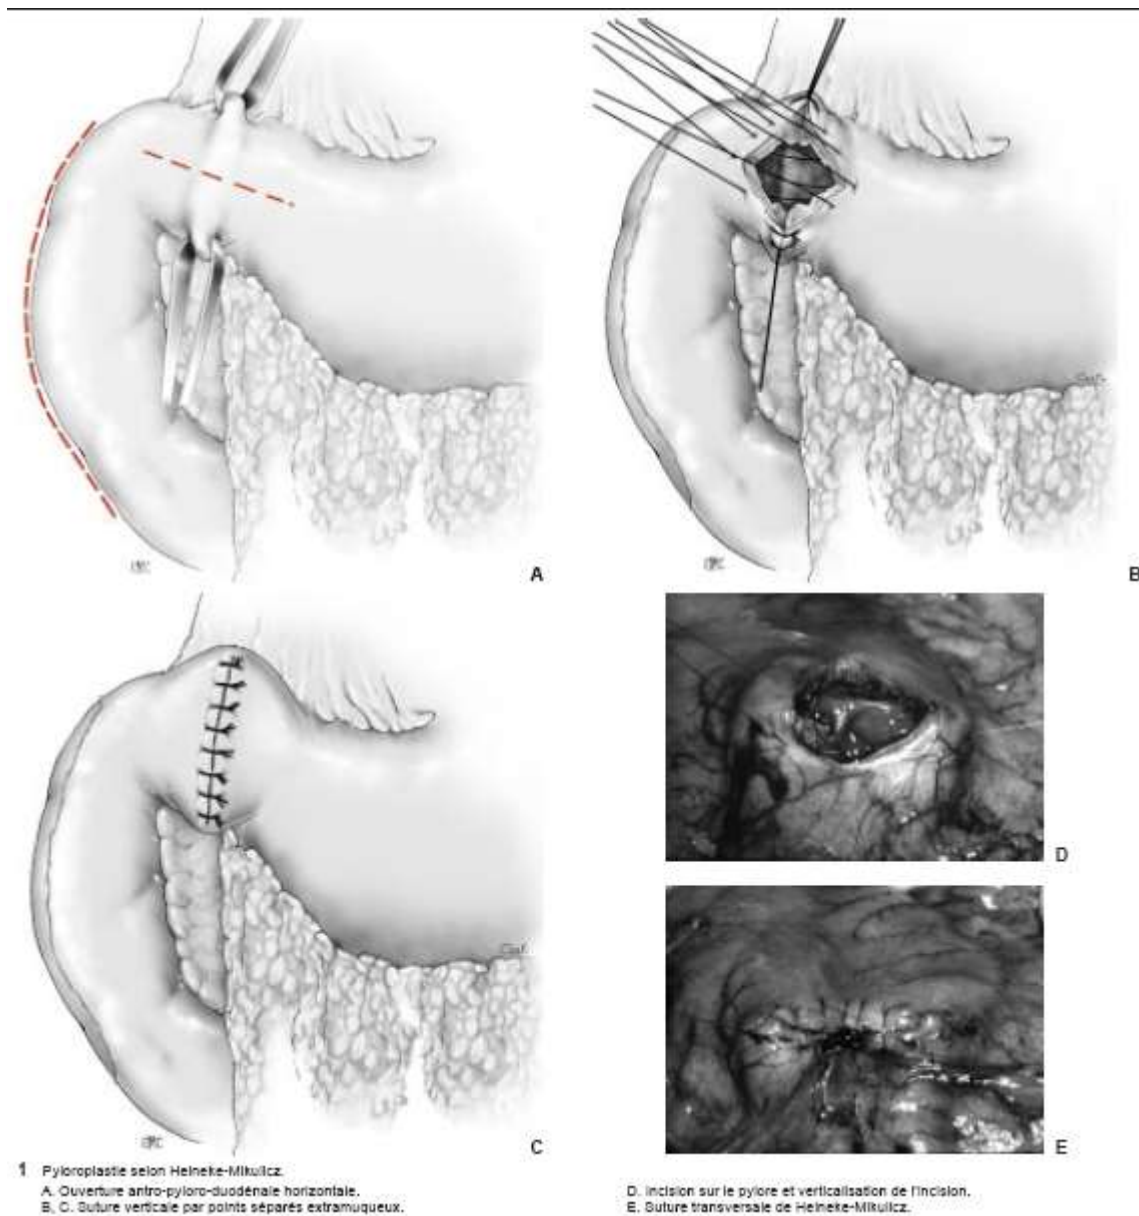 A
B
C
D
E
1 Pyloroplastie selon Heineke-Mikulicz.
A. Ouverture antro-pyloro-duodénale horizontale.
B, C. Suture verticale par points séparés extramuqueux.
D. Incision sur le pylore et verticalisation de l'incision.
E. Suture transversale de Heineke-Mikulicz.